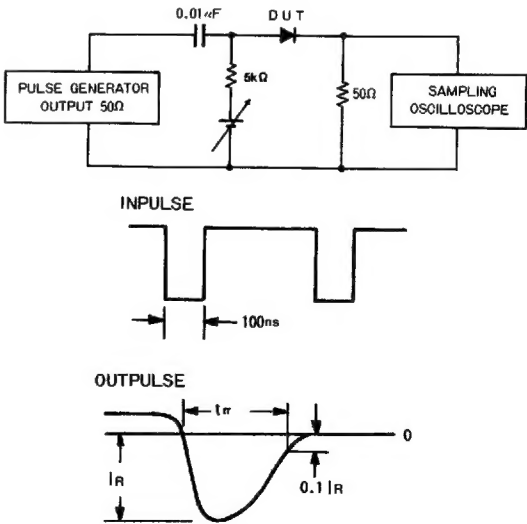 0.01μF
DUT
5kΩ
PULSE GENERATOR
OUTPUT 50Ω
50Ω
SAMPLING
OSCILLOSCOPE
INPULSE
100ns
OUTPULSE
trr
0
IR
0.1 IR